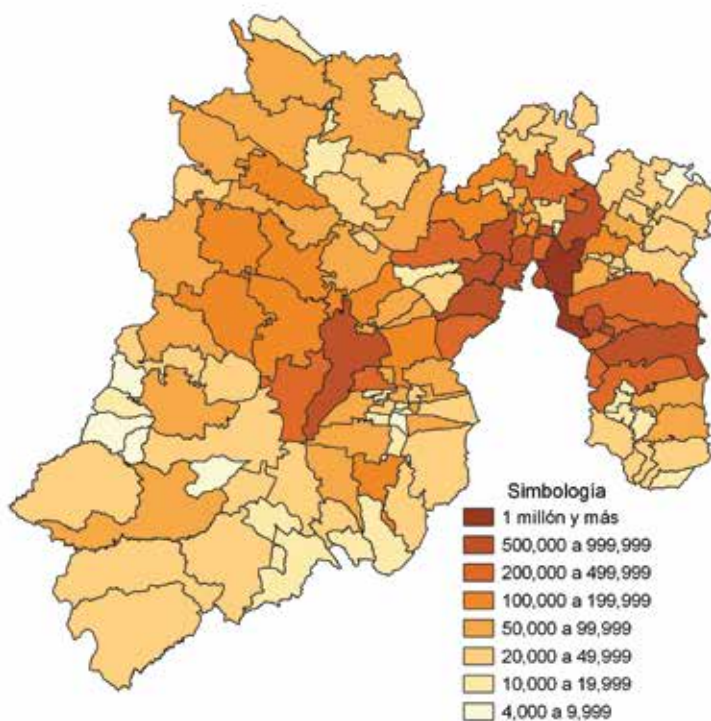 Simbología
1 millón y más
500,000 a 999,999
200,000 a 499,999
100,000 a 199,999
50,000 a 99,999
20,000 a 49,999
10,000 a 19,999
4,000 a 9,999